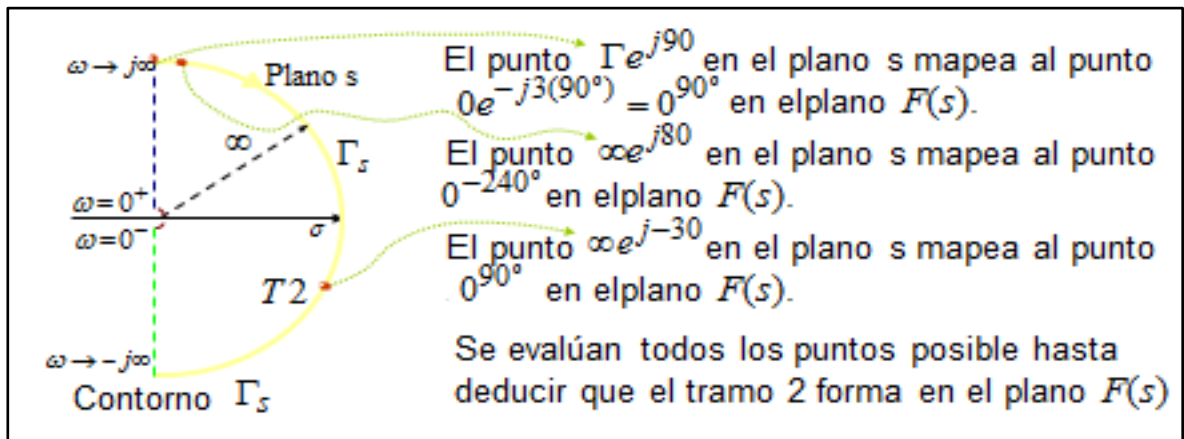 ω → j∞
Plano s
∞
Γₛ
ω=0⁺
ω=0⁻
σ
T2
ω → −j∞
Contorno Γₛ
El punto Γe^{j90} en el plano s mapea al punto
0e^{−j3(90°)} = 0^{90°} en elplano F(s).
El punto ∞e^{j80} en el plano s mapea al punto
0^{−240°} en elplano F(s).
El punto ∞e^{j−30} en el plano s mapea al punto
0^{90°} en elplano F(s).
Se evalúan todos los puntos posible hasta
deducir que el tramo 2 forma en el plano F(s)